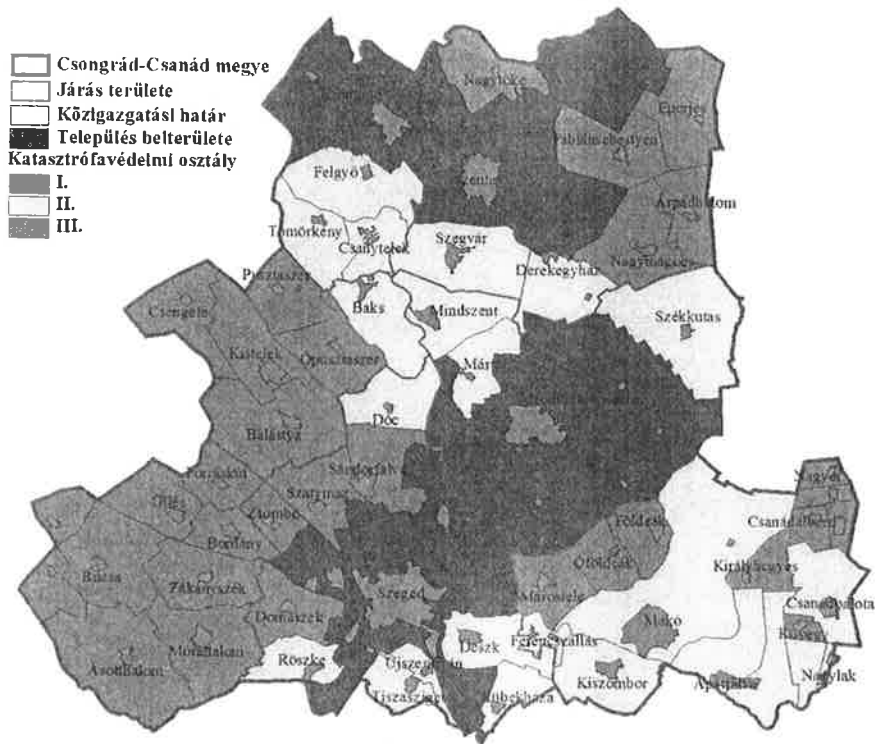 Csongrád-Csanád megye
Járás területe
Közigazgatási határ
Település belterülete
Katasztrófavédelmi osztály
I.
II.
III.
Nagytőke
Eperjes
Fábiánsebestyén
Felgyő
Szentes
Árpádhalom
Tömörkény
Csanytelek
Szegvár
Derekegyház
Nagymágocs
Pusztaszer
Csengele
Baks
Mindszent
Székkutas
Kistelek
Ópusztaszer
Dóc
Balástya
Sándorfalva
Forráskút
Szatymaz
Üllés
Zsombó
Bordány
Földeák
Nagyér
Csanádalberti
Óföldeák
Királyhegyes
Ruzsa
Zákányszék
Marostele
Csanádpalota
Domaszék
Szeged
Makó
Kövegy
Ásotthalom
Mórahalom
Röszke
Deszk
Ferencszállás
Újszentiván
Tiszasziget
Kübekháza
Kiszombor
Apátfalva
Nagylak